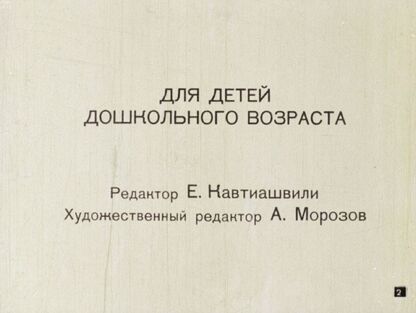 ДЛЯ ДЕТЕЙ
ДОШКОЛЬНОГО ВОЗРАСТА
Редактор Е. Кавтиашвили
Художественный редактор А. Морозов
2